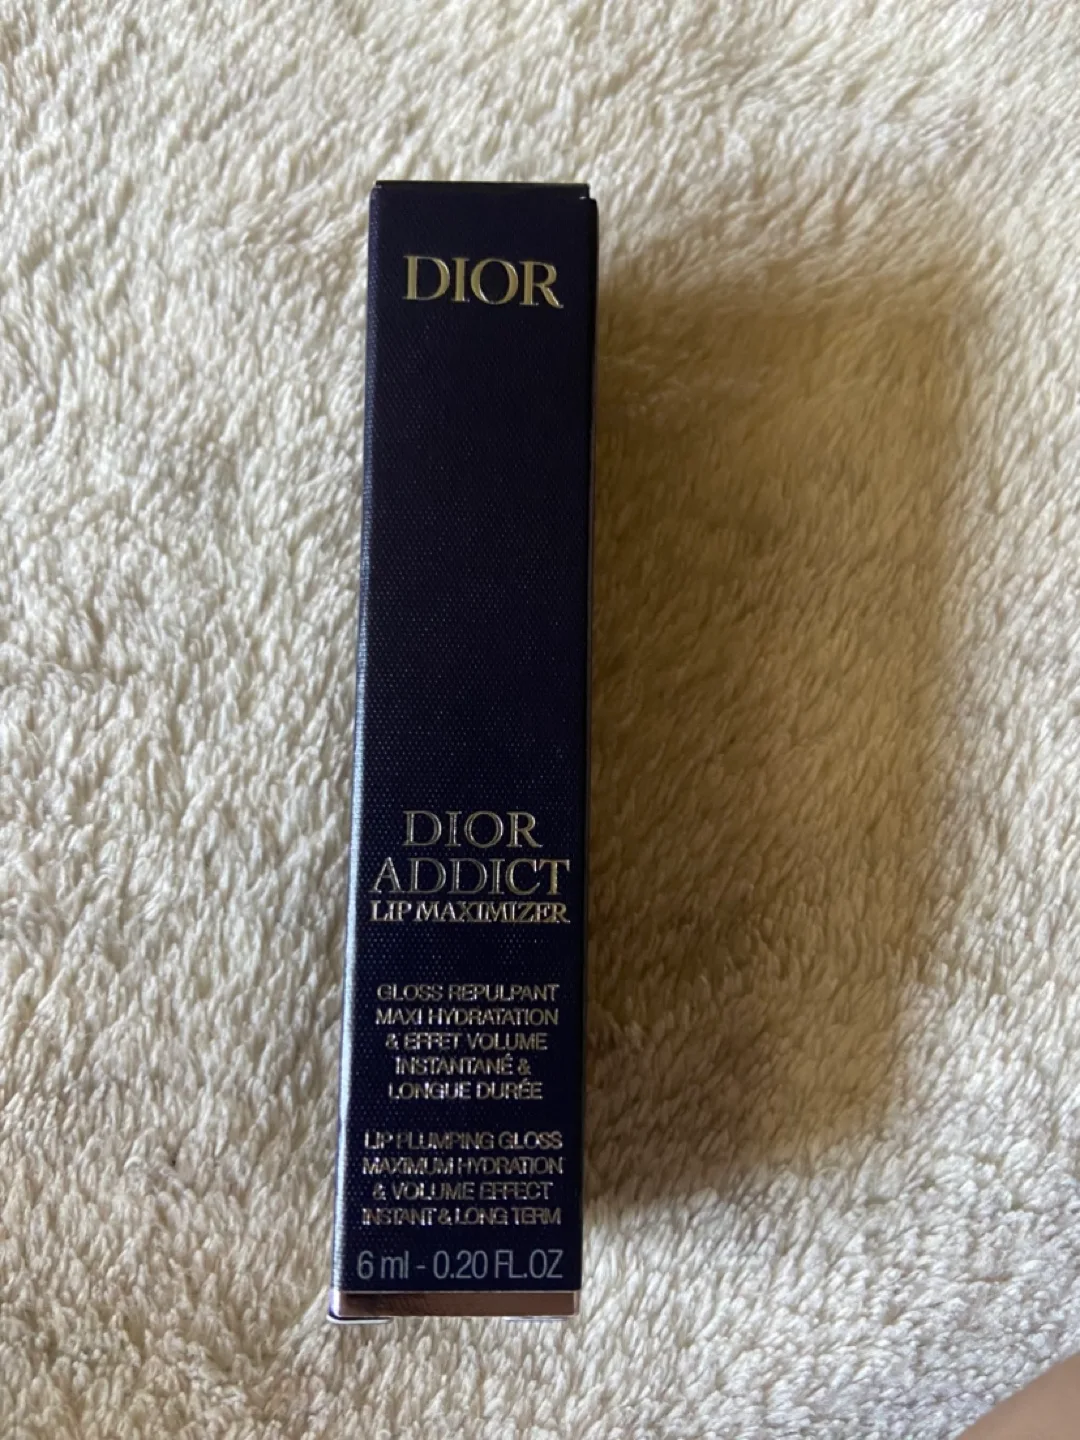 DIOR
DIOR
ADDICT
LIP MAXIMIZER
GLOSS REPULPANT
MAXI HYDRATATION
& EFFET VOLUME
INSTANTANÉ &
LONGUE DURÉE
LIP PLUMPING GLOSS
MAXIMUM HYDRATION
& VOLUME EFFECT
INSTANT & LONG TERM
6 ml - 0.20 FL.OZ